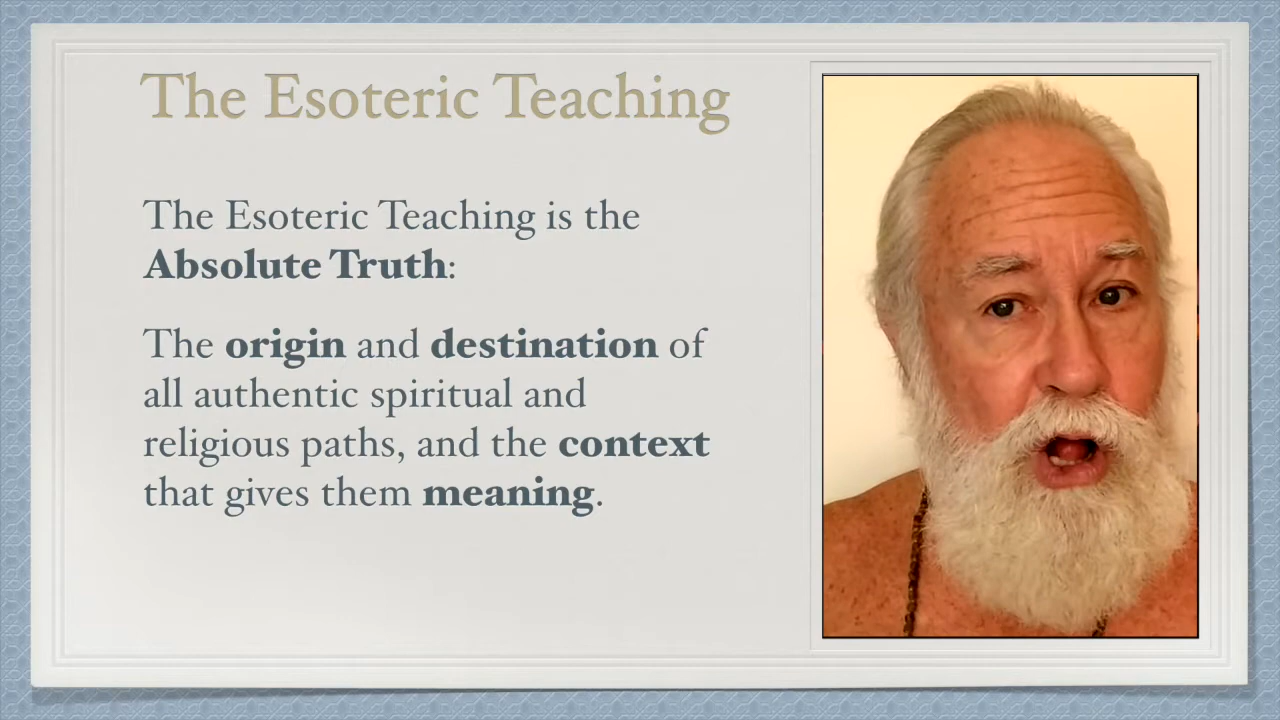 The Esoteric Teaching
The Esoteric Teaching is the
Absolute Truth:
The origin and destination of
all authentic spiritual and
religious paths, and the context
that gives them meaning.